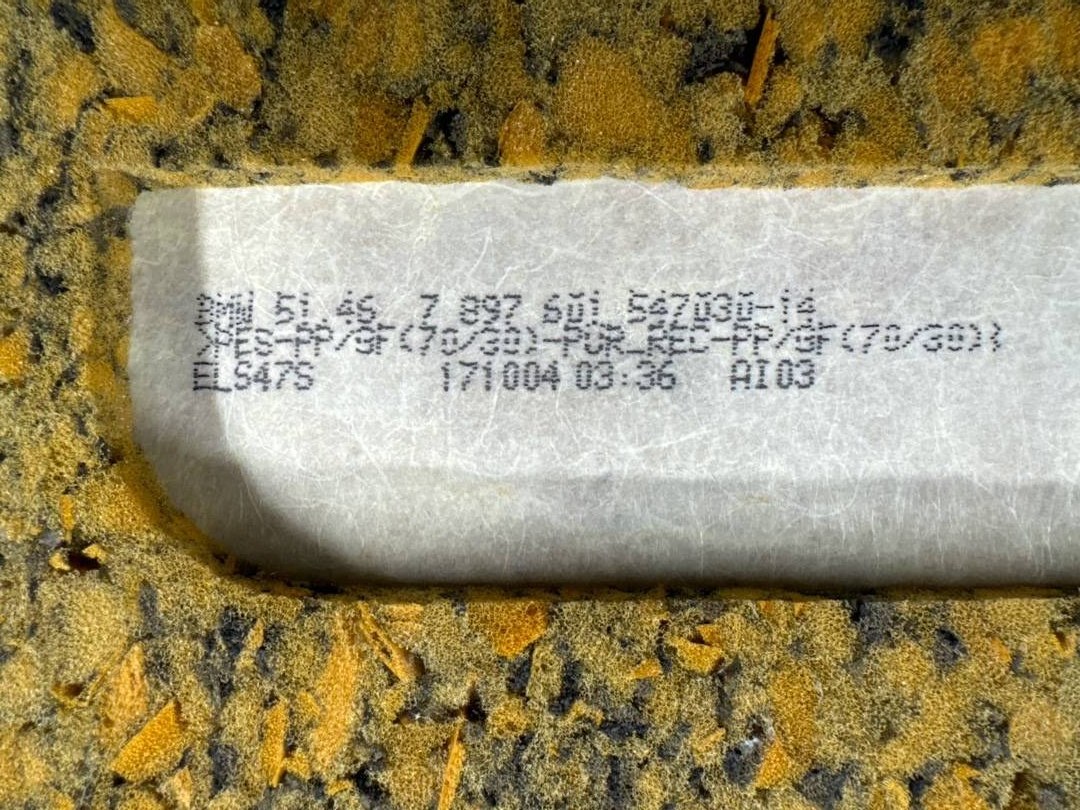 BMW 51 46 7 897 601 547030-14
PES-PP/GF(70/30)-PUR_REC-PP/GF(70/30)
ELS47S 171004 03:36 AI03